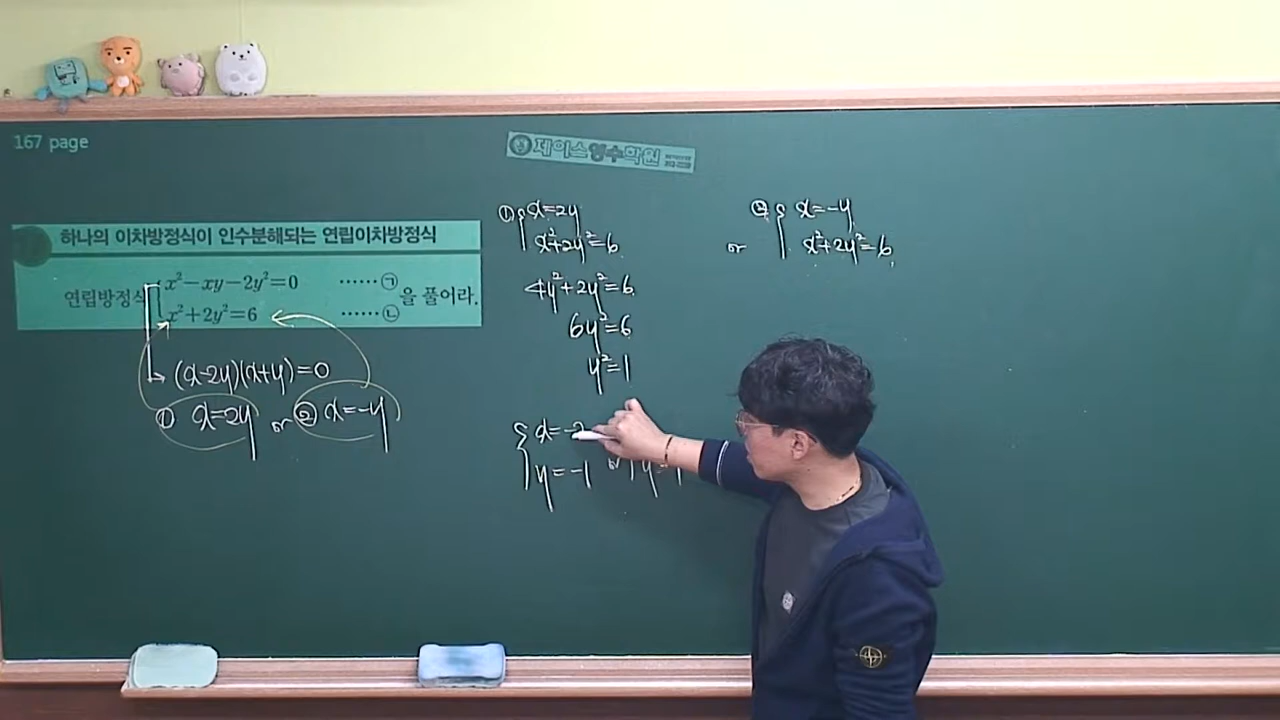 167 page
제이스영수학원
하나의 이차방정식이 인수분해되는 연립이차방정식
연립방정식 { x²-xy-2y²=0 ……㉠
x²+2y²=6 ……㉡ 을 풀어라.
(x-2y)(x+y)=0
① x=2y or ② x=-y
① { x=2y
x²+2y²=6
4y²+2y²=6
6y²=6
y²=1
{ x=-2
y=-1 or
or ② { x=-y
x²+2y²=6